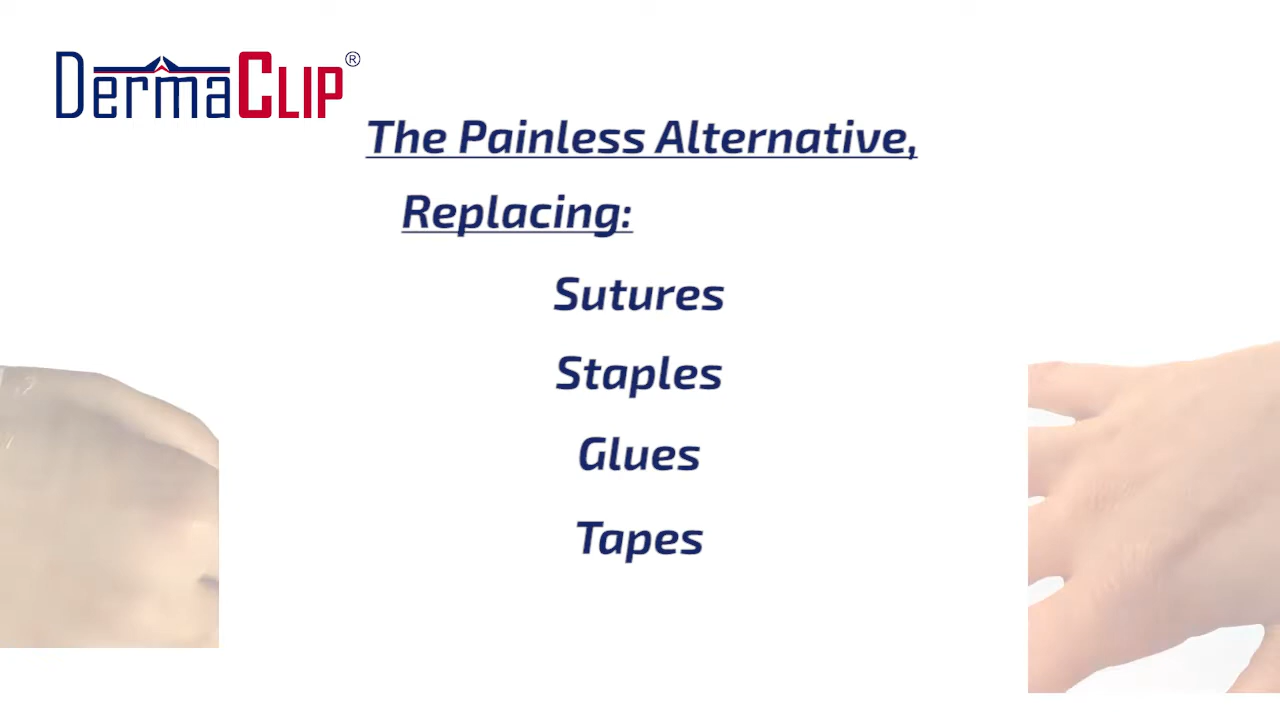 DermaClip®
The Painless Alternative,
Replacing:
Sutures
Staples
Glues
Tapes